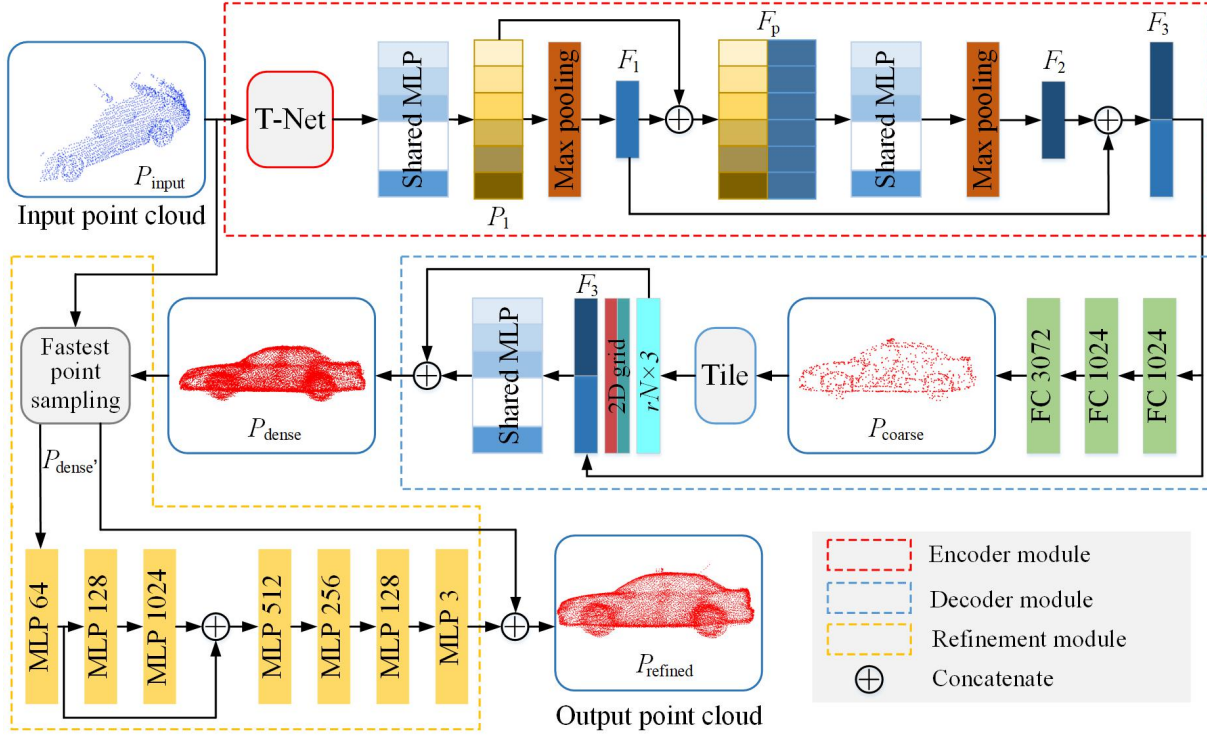 P_input
Input point cloud
T-Net
Shared MLP
P_1
Max pooling
F_1
F_p
Shared MLP
Max pooling
F_2
F_3
Fastest
point
sampling
P_dense
Shared MLP
F_3
2D grid
rN×3
Tile
P_coarse
FC 3072
FC 1024
FC 1024
P_dense'
MLP 64
MLP 128
MLP 1024
MLP 512
MLP 256
MLP 128
MLP 3
P_refined
Output point cloud
Encoder module
Decoder module
Refinement module
Concatenate